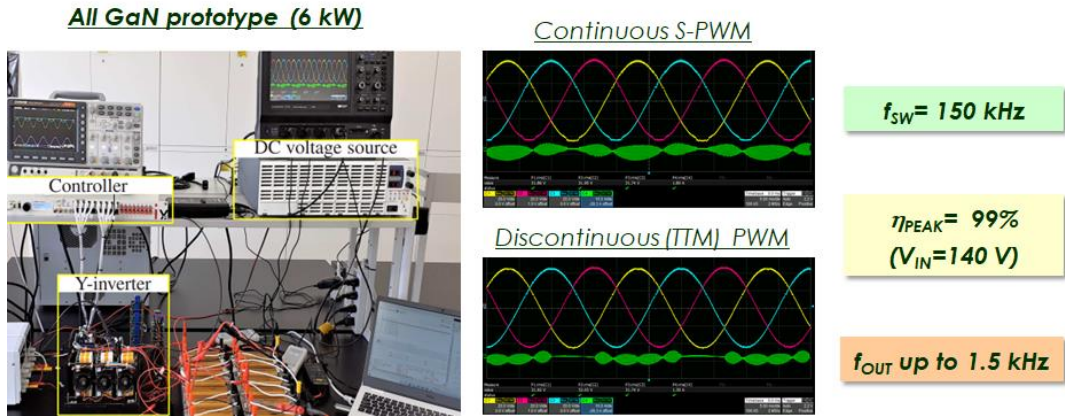 All GaN prototype (6 kW)
DC voltage source
Controller
Y-inverter
Continuous S-PWM
Discontinuous (TTM) PWM
fSW= 150 kHz
ηPEAK= 99%
(VIN=140 V)
fOUT up to 1.5 kHz